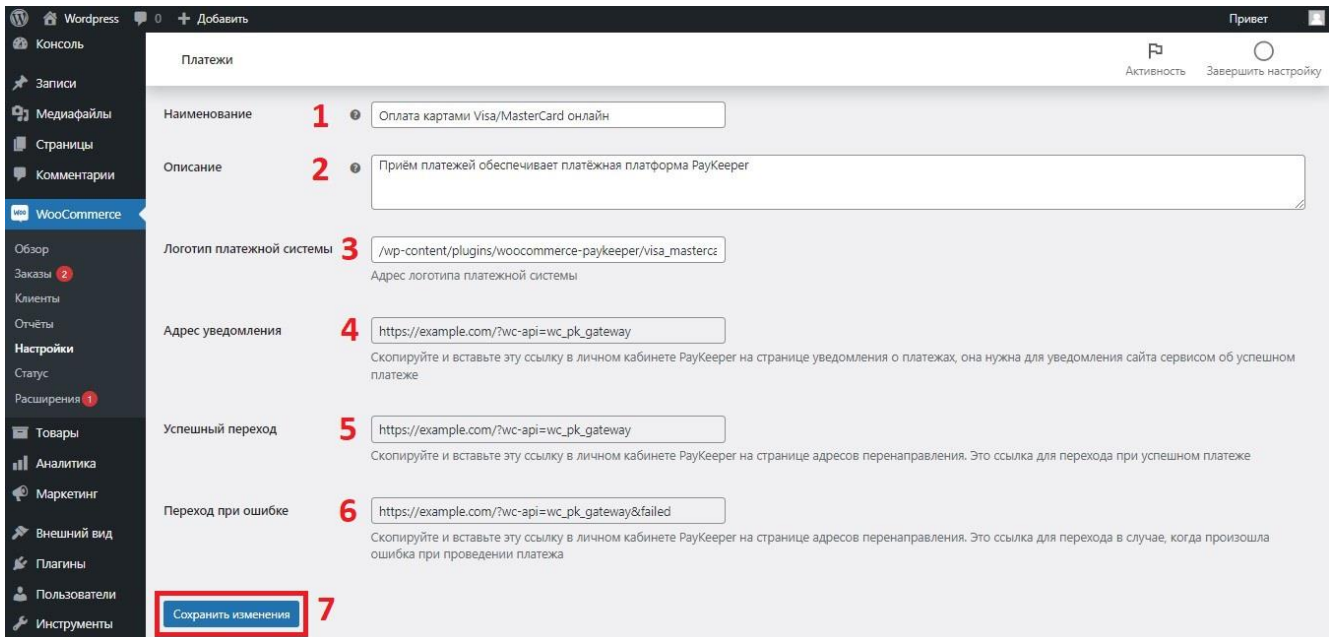 Wordpress 0 Добавить Привет
Консоль
Записи
Медиафайлы
Страницы
Комментарии
WooCommerce
Обзор
Заказы 2
Клиенты
Отчёты
Настройки
Статус
Расширения 1
Товары
Аналитика
Маркетинг
Внешний вид
Плагины
Пользователи
Инструменты
Платежи
Активность
Завершить настройку
Наименование 1 Оплата картами Visa/MasterCard онлайн
Описание 2 Приём платежей обеспечивает платёжная платформа PayKeeper
Логотип платежной системы 3 /wp-content/plugins/woocommerce-paykeeper/visa_masterca
Адрес логотипа платежной системы
Адрес уведомления 4 https://example.com/?wc-api=wc_pk_gateway
Скопируйте и вставьте эту ссылку в личном кабинете PayKeeper на странице уведомления о платежах, она нужна для уведомления сайта сервисом об успешном
платеже
Успешный переход 5 https://example.com/?wc-api=wc_pk_gateway
Скопируйте и вставьте эту ссылку в личном кабинете PayKeeper на странице адресов перенаправления. Это ссылка для перехода при успешном платеже
Переход при ошибке 6 https://example.com/?wc-api=wc_pk_gateway&failed
Скопируйте и вставьте эту ссылку в личном кабинете PayKeeper на странице адресов перенаправления. Это ссылка для перехода в случае, когда произошла
ошибка при проведении платежа
Сохранить изменения 7